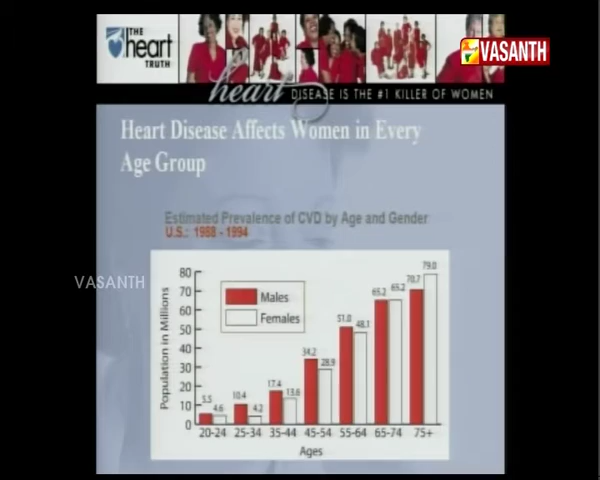 THE
heart
TRUTH
VASANTH
heart DISEASE IS THE #1 KILLER OF WOMEN
Heart Disease Affects Women in Every
Age Group
Estimated Prevalence of CVD by Age and Gender
U.S.: 1988 - 1994
VASANTH
Population in Millions
80
70
60
50
40
30
20
10
0
Males
Females
5.5 4.6
10.4 4.2
17.4 13.6
34.2 28.9
51.0 48.1
65.2 65.2
70.7 79.0
20-24 25-34 35-44 45-54 55-64 65-74 75+
Ages